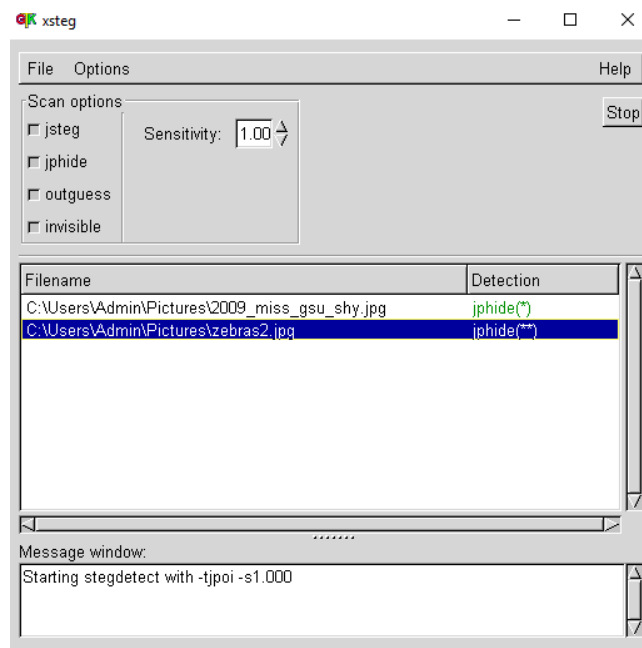 xsteg
File Options Help
Scan options
Stop
jsteg
Sensitivity: 1.00
jphide
outguess
invisible
Filename Detection
C:\Users\Admin\Pictures\2009_miss_gsu_shy.jpg jphide(*)
C:\Users\Admin\Pictures\zebras2.jpg jphide(**)
Message window:
Starting stegdetect with -tjpoi -s1.000